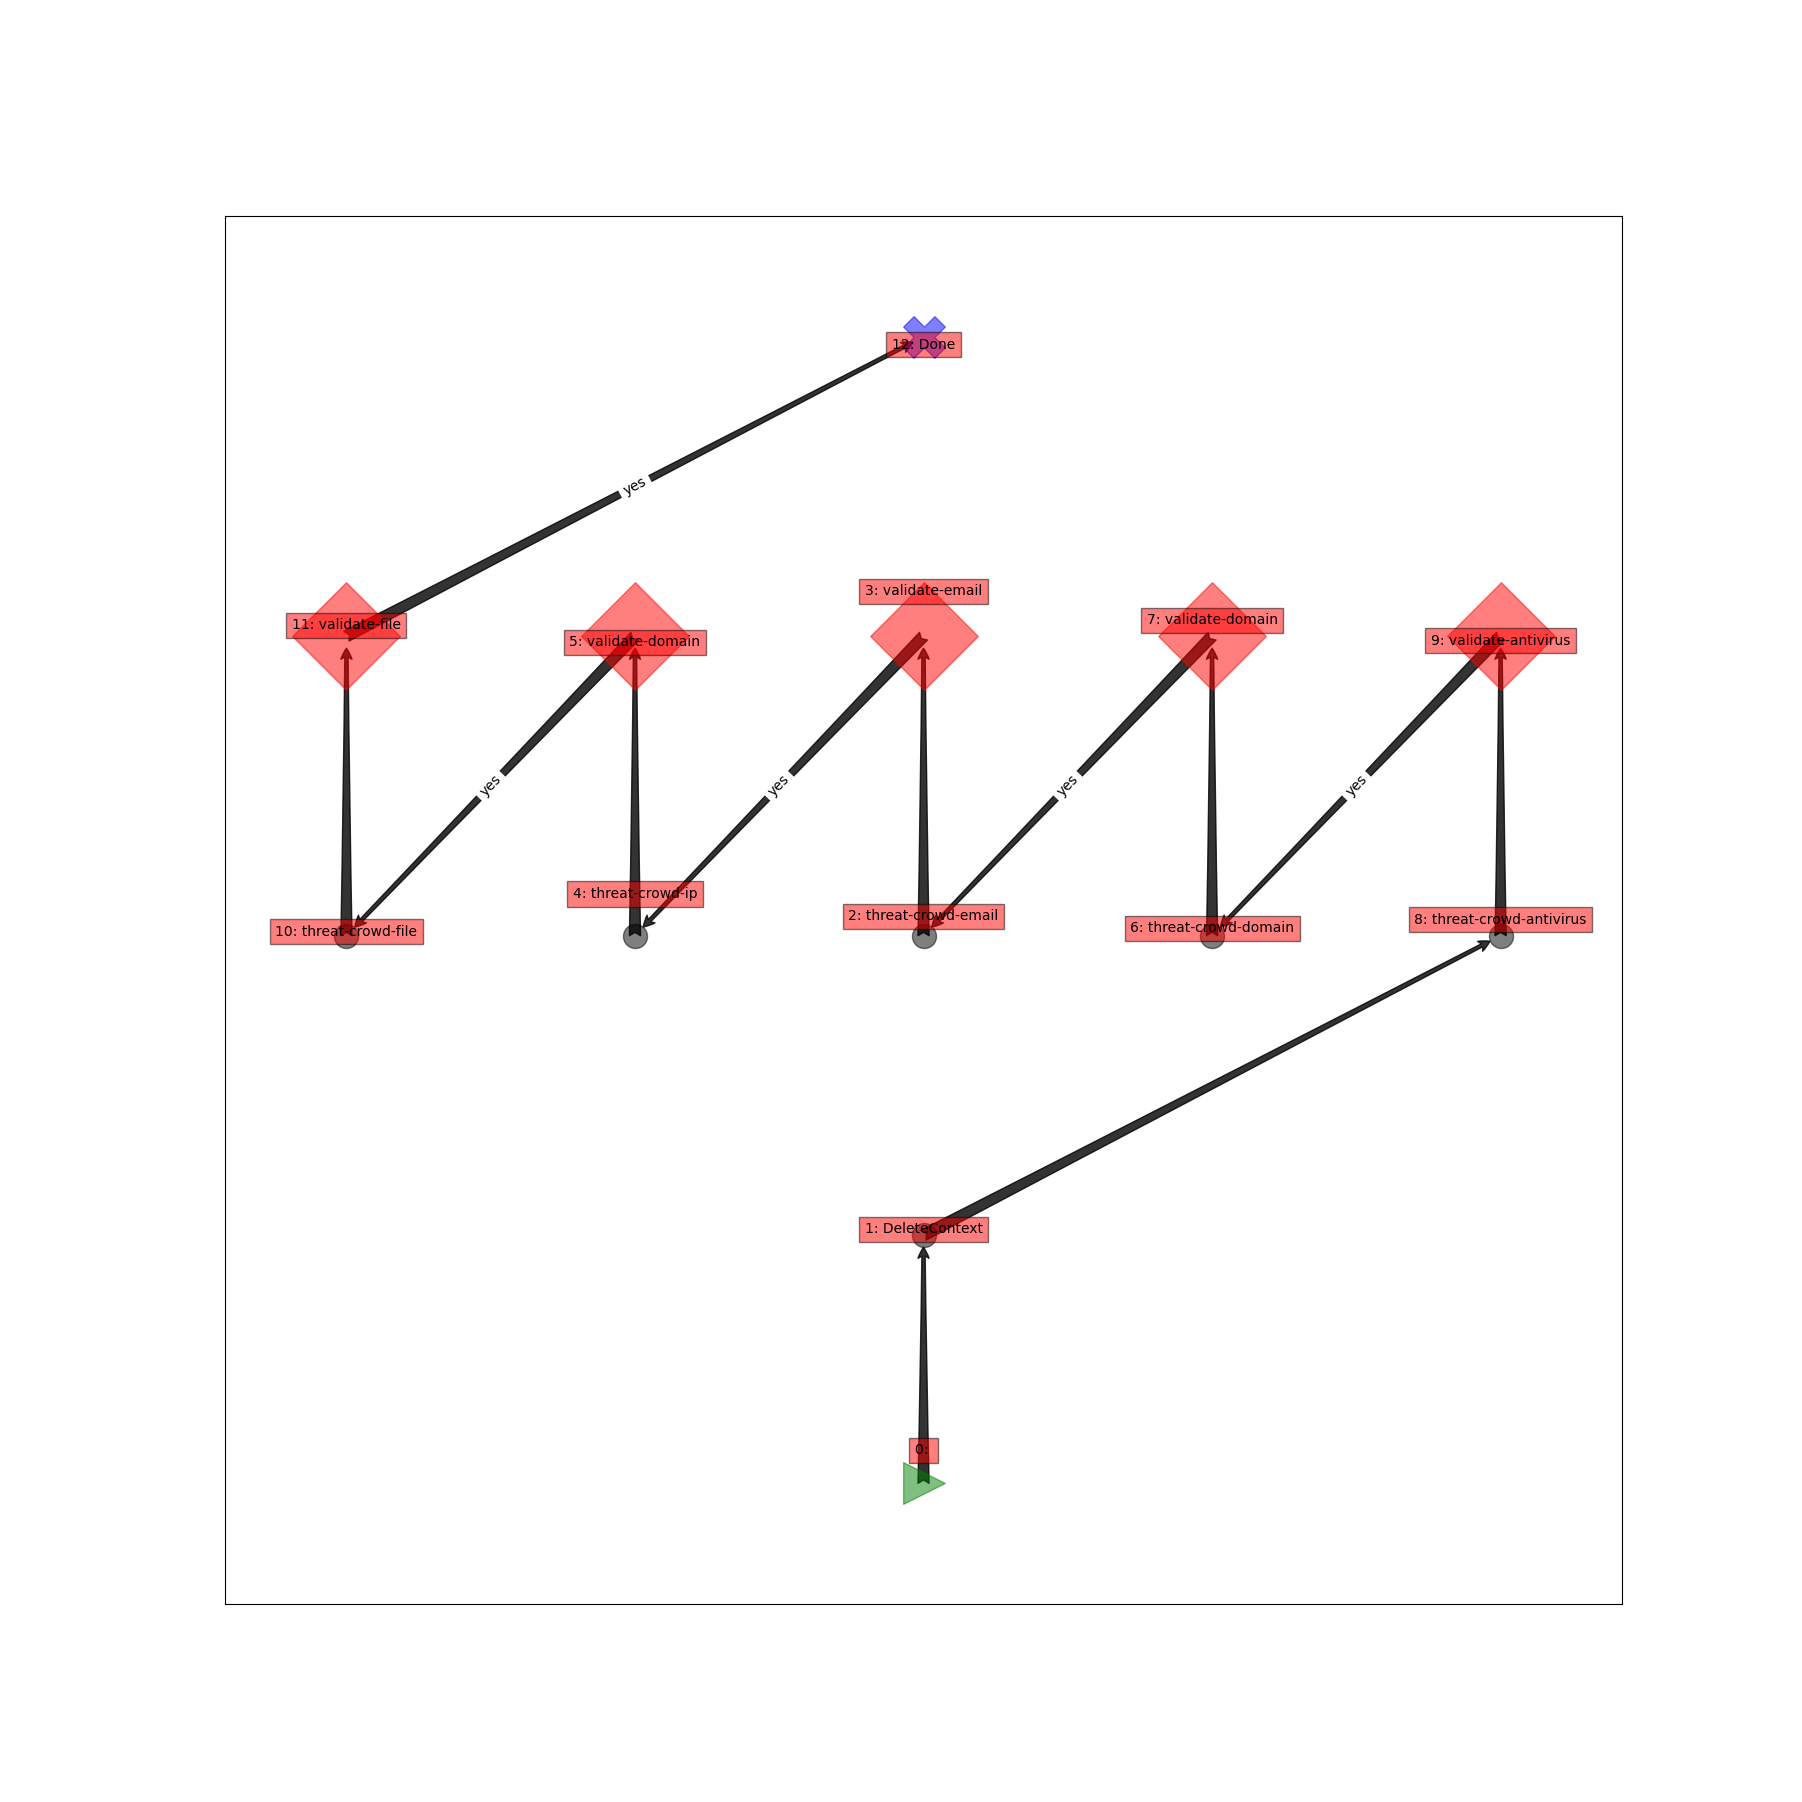 12: Done
yes
3: validate-email
7: validate-domain
11: validate-file
5: validate-domain
9: validate-antivirus
yes
yes
yes
yes
4: threat-crowd-ip
2: threat-crowd-email
8: threat-crowd-antivirus
10: threat-crowd-file
6: threat-crowd-domain
1: DeleteContext
0: